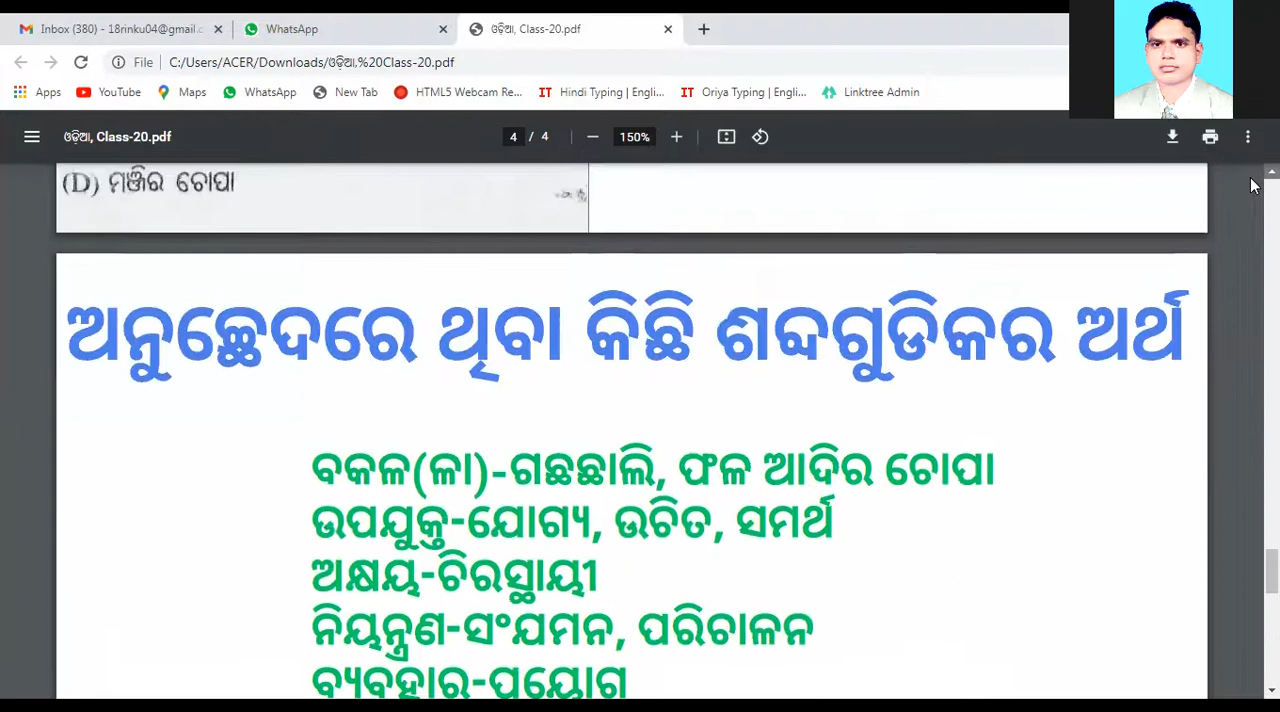 Inbox (380) - 18rinku04@gmail.c
WhatsApp
ଓଡ଼ିଆ, Class-20.pdf
File C:/Users/ACER/Downloads/ଓଡ଼ିଆ,%20Class-20.pdf
Apps YouTube Maps WhatsApp New Tab HTML5 Webcam Re... IT Hindi Typing | Engli... IT Oriya Typing | Engli... Linktree Admin
ଓଡ଼ିଆ, Class-20.pdf 4 / 4 150%
(D) ମଞ୍ଜିର ଚୋପା
ଅନୁଚ୍ଛେଦରେ ଥିବା କିଛି ଶବ୍ଦଗୁଡିକର ଅର୍ଥ
ବକଳ(ଳା)-ଗଛଛାଲି, ଫଳ ଆଦିର ଚୋପା
ଉପଯୁକ୍ତ-ଯୋଗ୍ୟ, ଉଚିତ, ସମର୍ଥ
ଅକ୍ଷୟ-ଚିରସ୍ଥାୟୀ
ନିୟନ୍ତ୍ରଣ-ସଂଯମନ, ପରିଚାଳନ
ବ୍ୟବହାର-ପ୍ରୟୋଗ